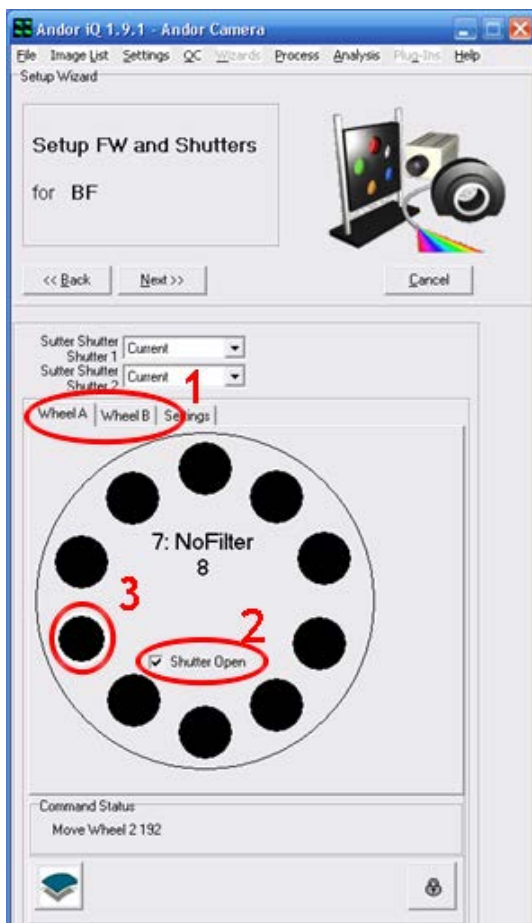 Andor iQ 1.9.1 - Andor Camera
File Image List Settings QC Wizards Process Analysis Plug-Ins Help
Setup Wizard
Setup FW and Shutters
for BF
<< Back Next >> Cancel
Sutter Shutter
Shutter 1
Current
Sutter Shutter
Shutter 2
Current
1
Wheel A Wheel B Settings
7: NoFilter
8
3
2
Shutter Open
Command Status
Move Wheel 2 192